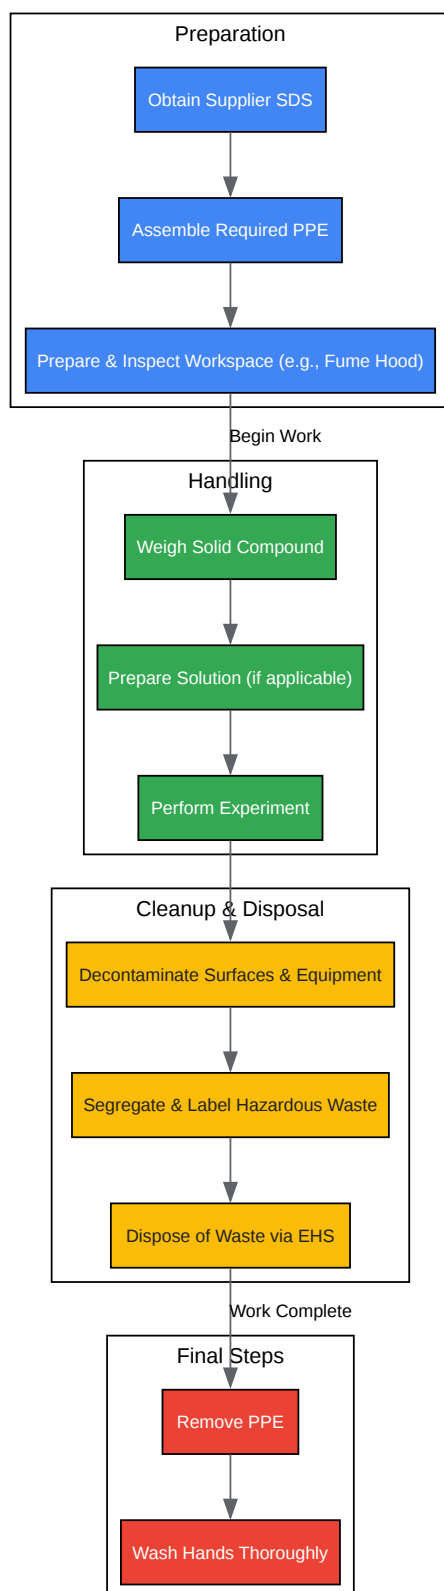 Preparation
Obtain Supplier SDS
Assemble Required PPE
Prepare & Inspect Workspace (e.g., Fume Hood)
Begin Work
Handling
Weigh Solid Compound
Prepare Solution (if applicable)
Perform Experiment
Cleanup & Disposal
Decontaminate Surfaces & Equipment
Segregate & Label Hazardous Waste
Dispose of Waste via EHS
Work Complete
Final Steps
Remove PPE
Wash Hands Thoroughly